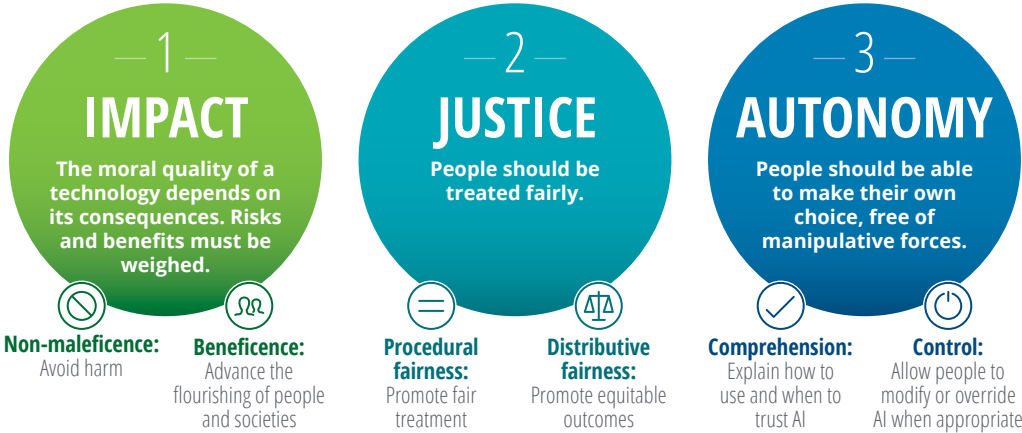 1
IMPACT
The moral quality of a
technology depends on
its consequences. Risks
and benefits must be
weighed.
Non-maleficence:
Avoid harm
Beneficence:
Advance the
flourishing of people
and societies
2
JUSTICE
People should be
treated fairly.
Procedural
fairness:
Promote fair
treatment
Distributive
fairness:
Promote equitable
outcomes
3
AUTONOMY
People should be able
to make their own
choice, free of
manipulative forces.
Comprehension:
Explain how to
use and when to
trust AI
Control:
Allow people to
modify or override
AI when appropriate